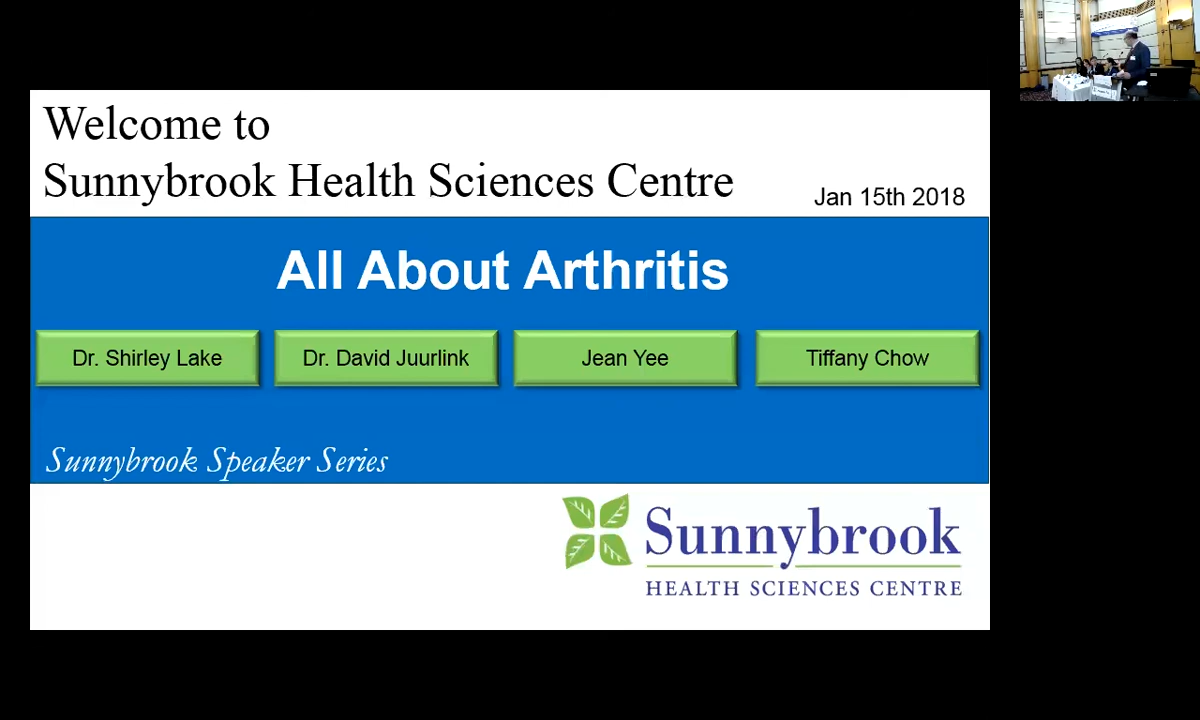 Welcome to
Sunnybrook Health Sciences Centre
Jan 15th 2018
All About Arthritis
Dr. Shirley Lake
Dr. David Juurlink
Jean Yee
Tiffany Chow
Sunnybrook Speaker Series
Sunnybrook
HEALTH SCIENCES CENTRE